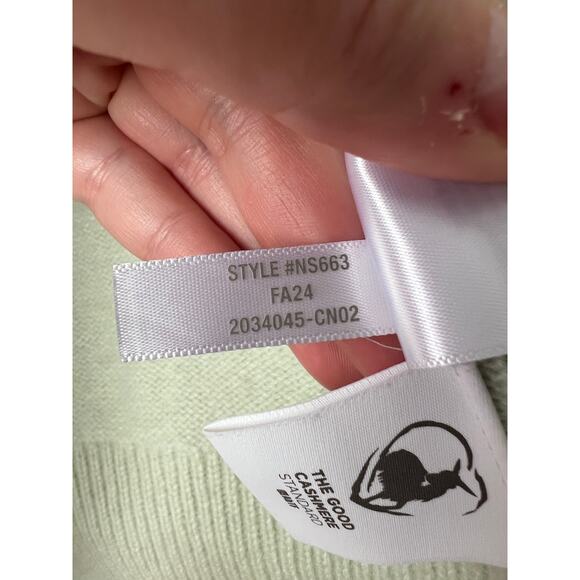 STYLE #NS663
FA24
2034045-CN02
THE GOOD
CASHMERE
STANDARD